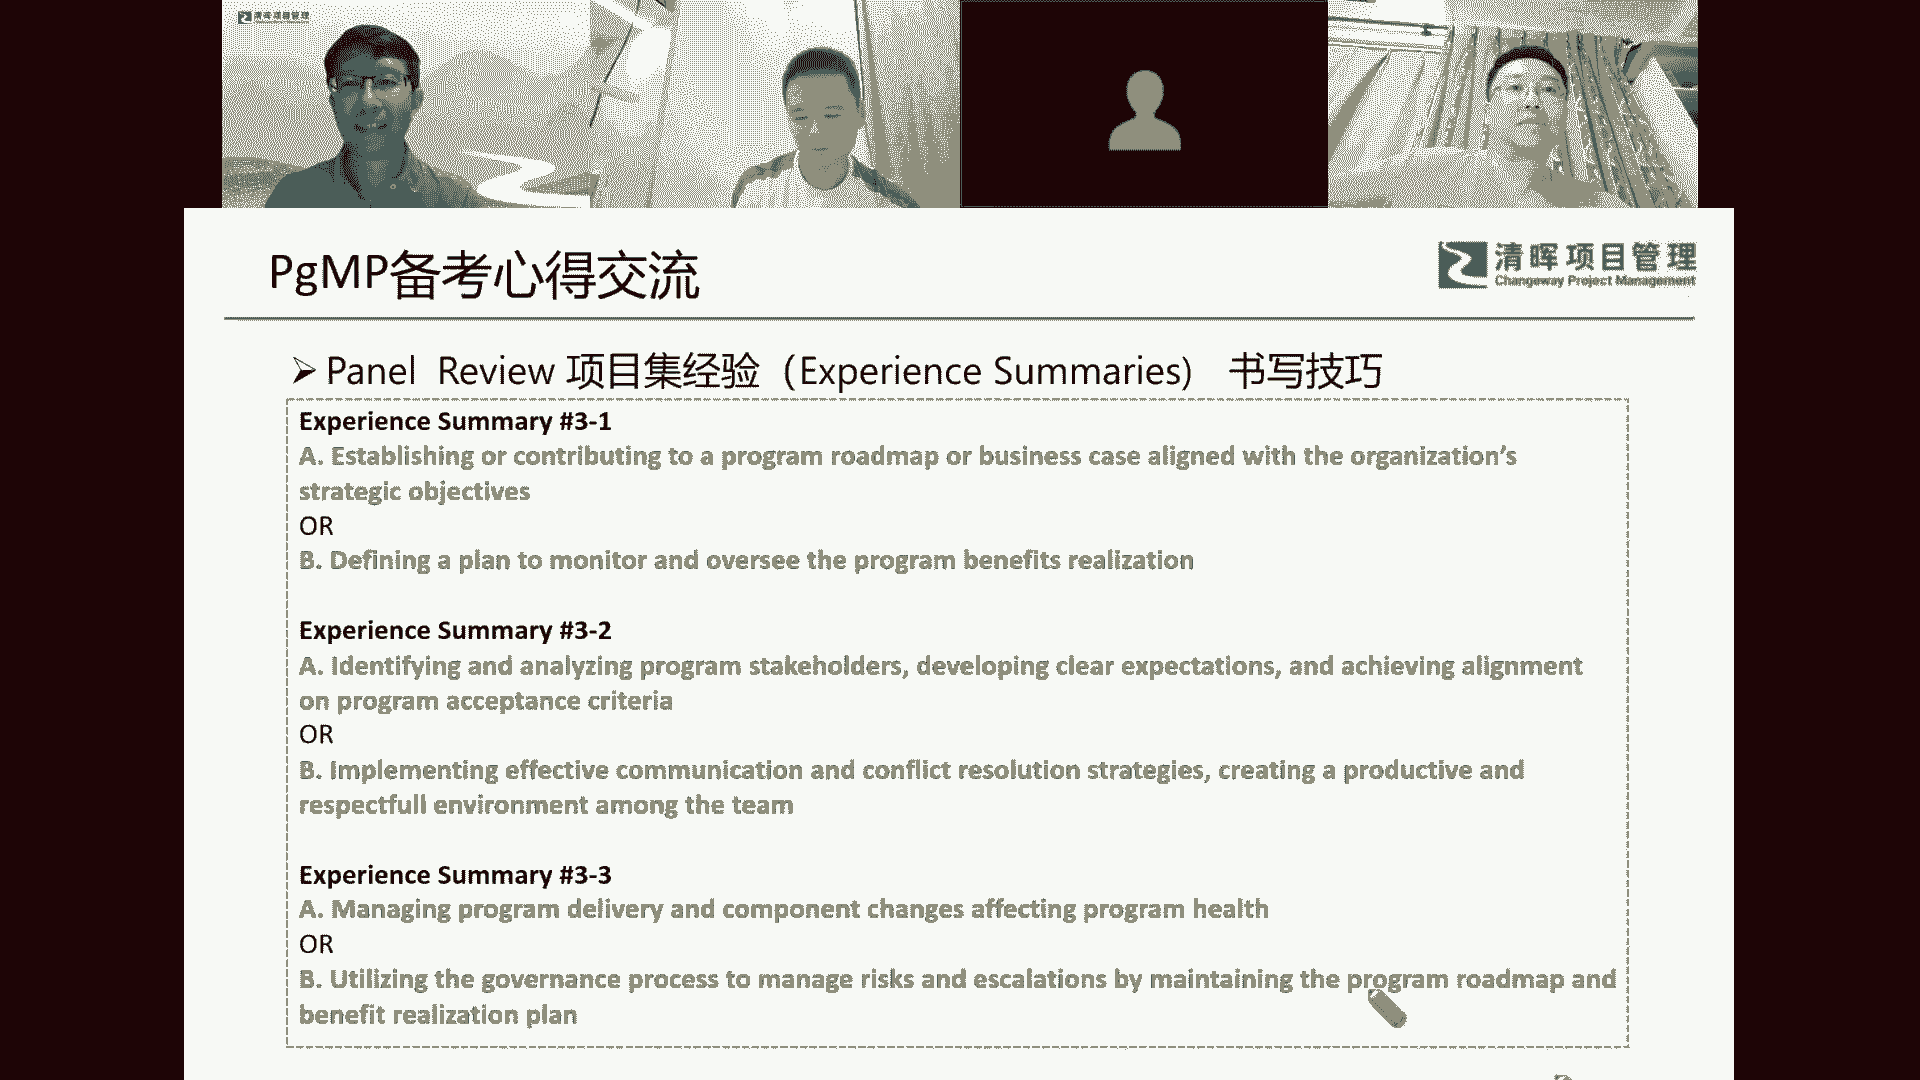 清晖项目管理
PgMP备考心得交流
清晖项目管理
Changeway Project Management
Panel Review 项目集经验（Experience Summaries) 书写技巧
Experience Summary #3-1
A. Establishing or contributing to a program roadmap or business case aligned with the organization’s
strategic objectives
OR
B. Defining a plan to monitor and oversee the program benefits realization
Experience Summary #3-2
A. Identifying and analyzing program stakeholders, developing clear expectations, and achieving alignment
on program acceptance criteria
OR
B. Implementing effective communication and conflict resolution strategies, creating a productive and
respectfull environment among the team
Experience Summary #3-3
A. Managing program delivery and component changes affecting program health
OR
B. Utilizing the governance process to manage risks and escalations by maintaining the program roadmap and
benefit realization plan